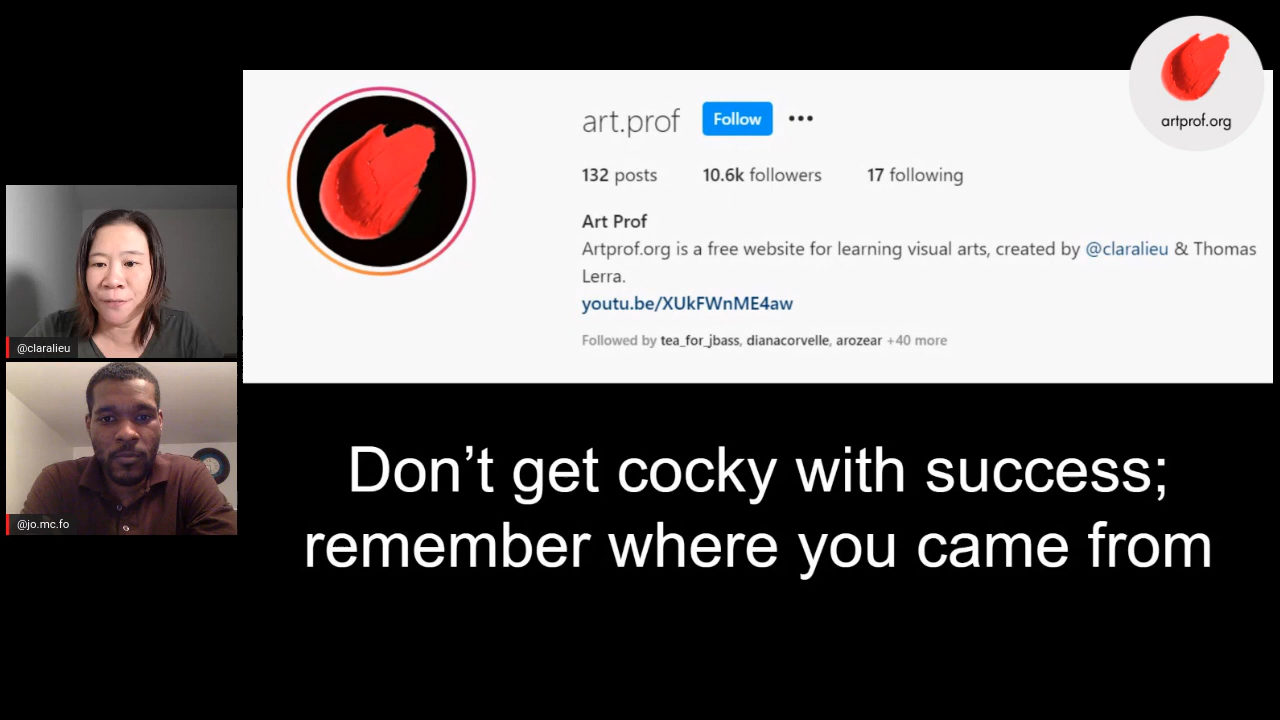 artprof.org
art.prof Follow •••
132 posts 10.6k followers 17 following
Art Prof
Artprof.org is a free website for learning visual arts, created by @claralieu & Thomas
Lerra.
youtu.be/XUkFWnME4aw
Followed by tea_for_jbass, dianacorvelle, arozear +40 more
@claralieu
@jo.mc.fo
Don’t get cocky with success;
remember where you came from